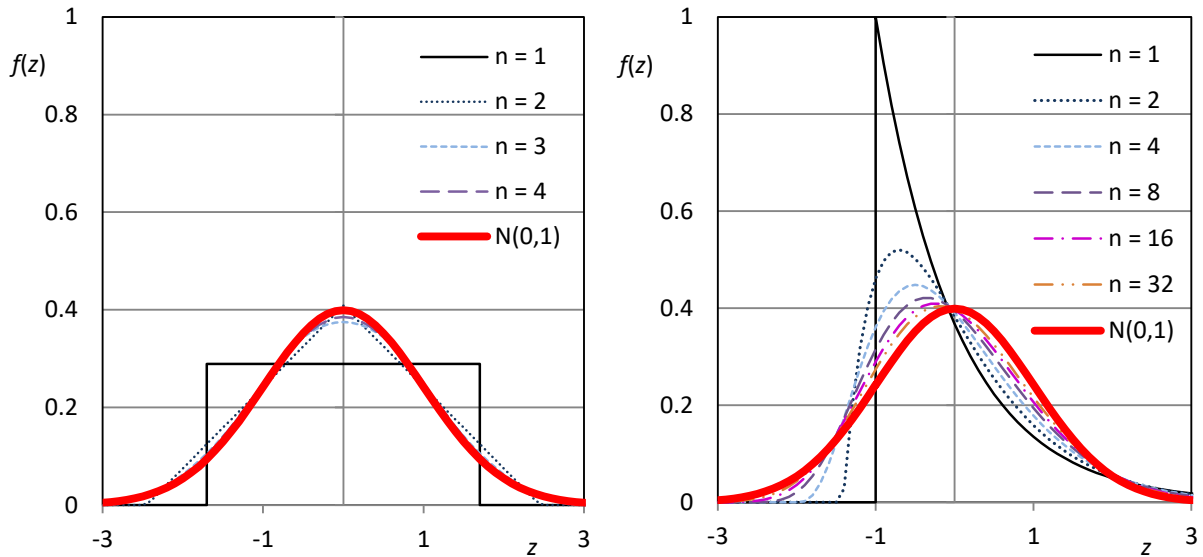 1
f(z)
0.8
0.6
0.4
0.2
0
-3
-1
1
3
z
n = 1
n = 2
n = 3
n = 4
N(0,1)
1
f(z)
0.8
0.6
0.4
0.2
0
-3
-1
1
3
z
n = 1
n = 2
n = 4
n = 8
n = 16
n = 32
N(0,1)